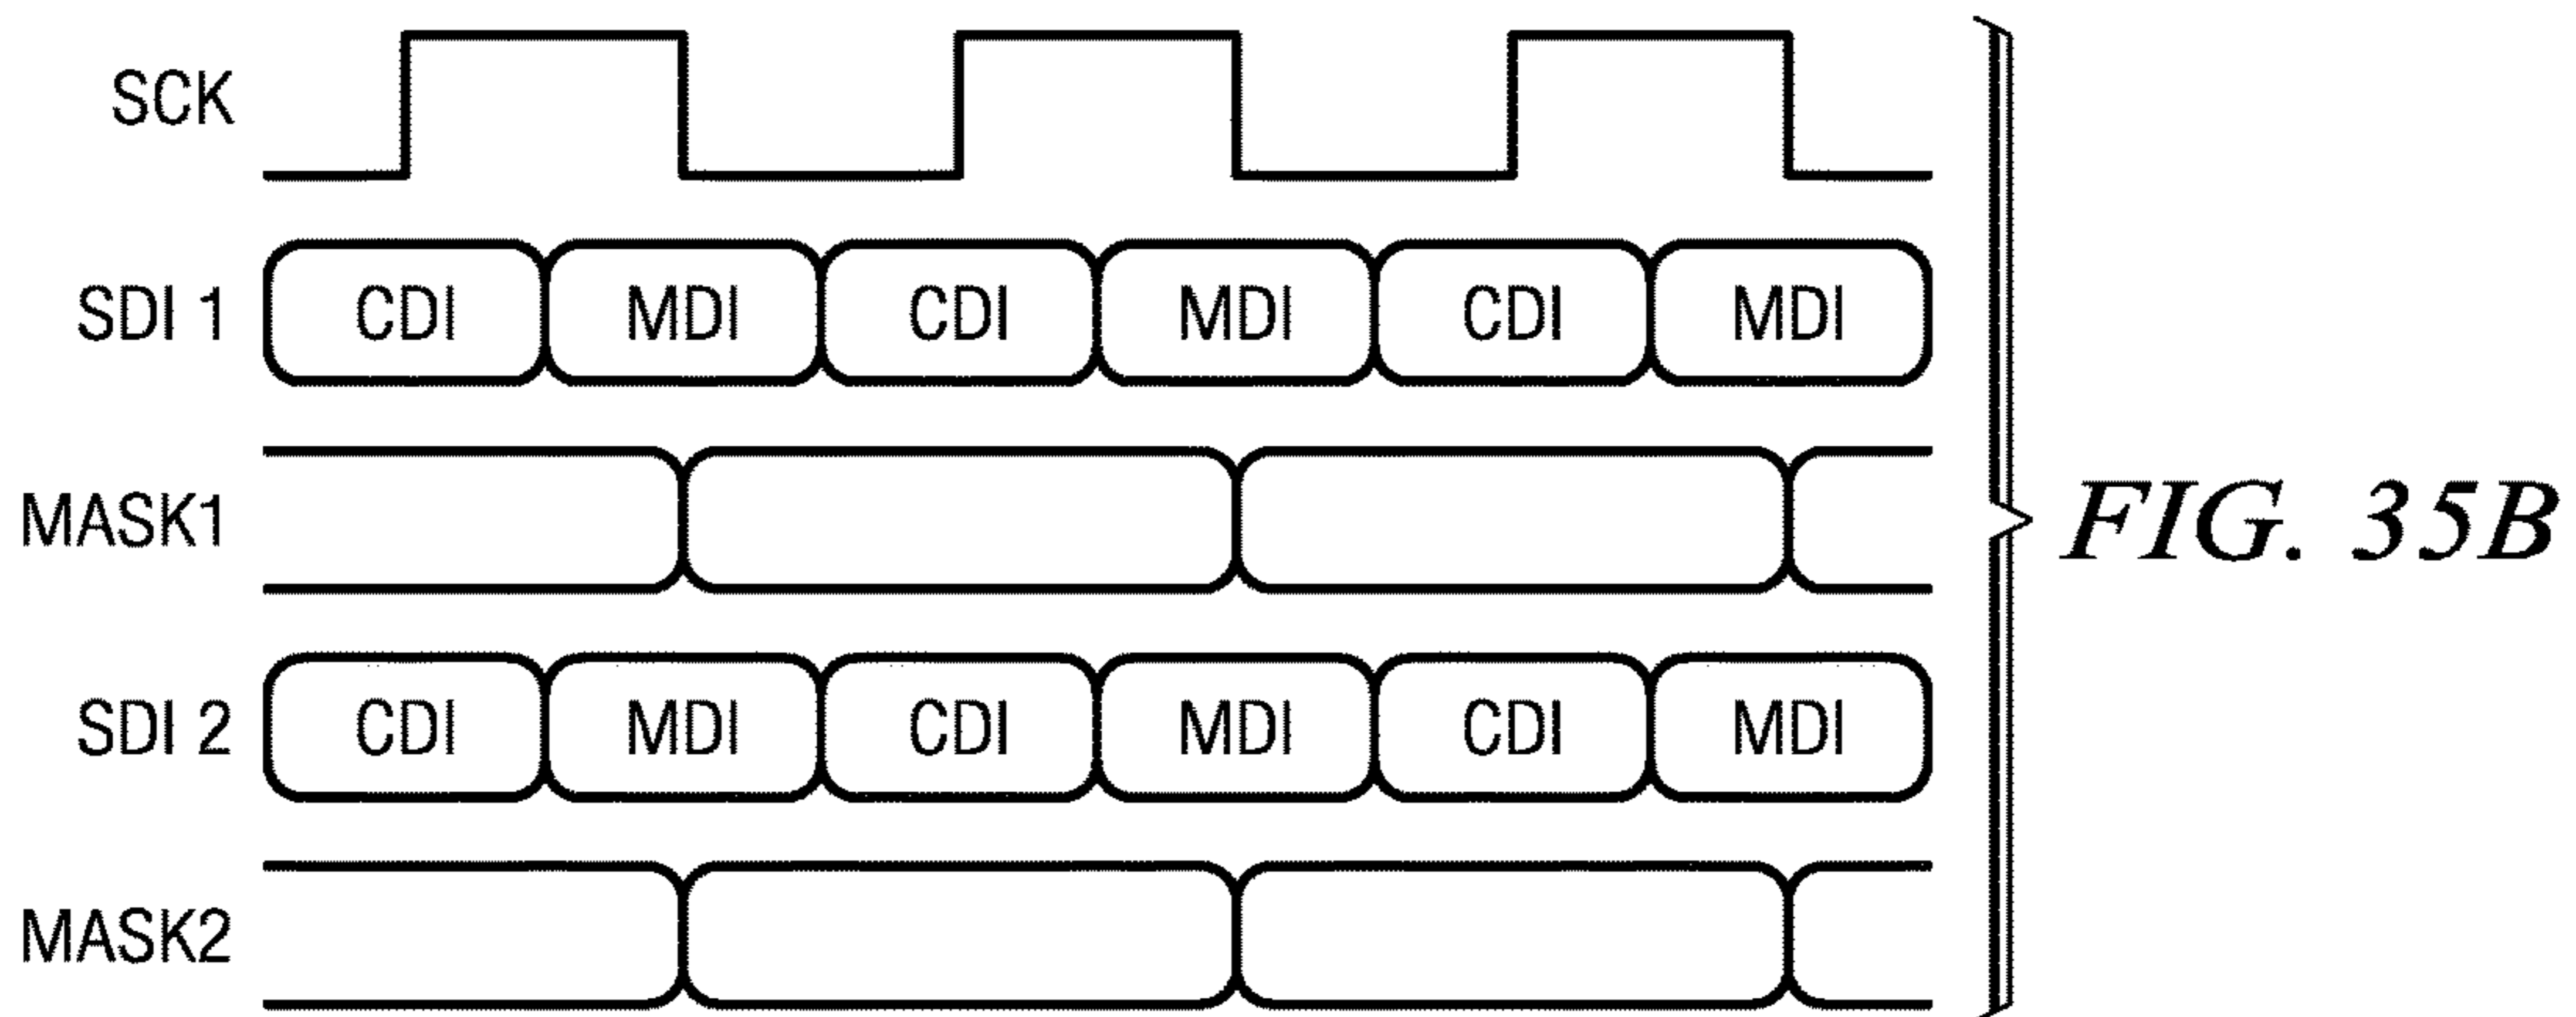 SCK
SDI 1 CDI MDI CDI MDI CDI MDI
MASK1
SDI 2 CDI MDI CDI MDI CDI MDI
MASK2
FIG. 35B